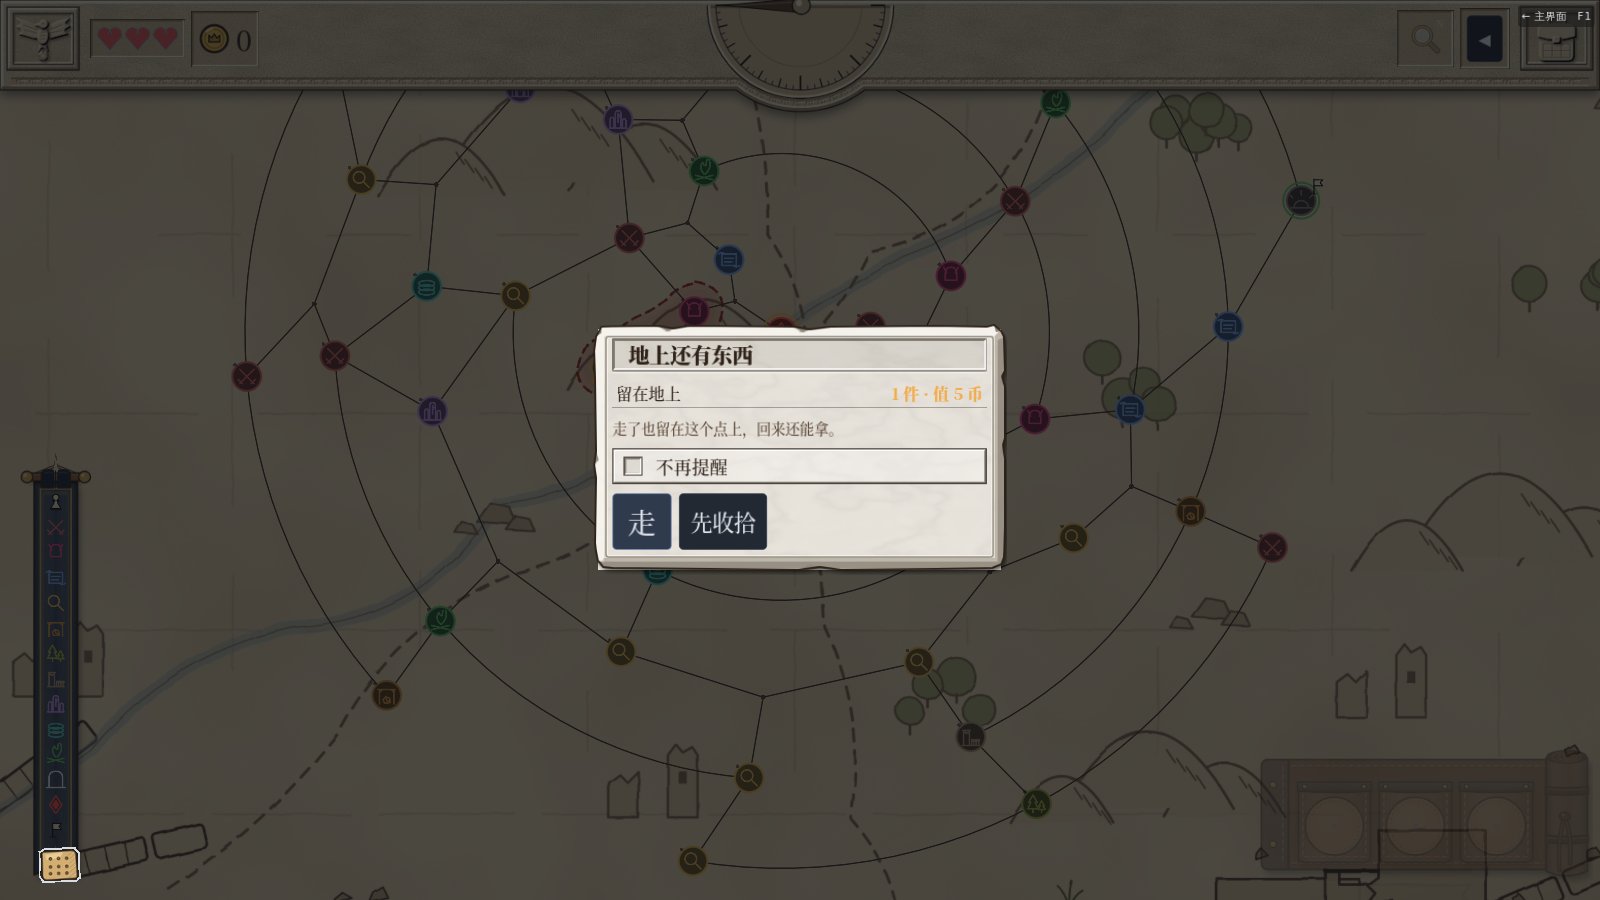 0
← 主界面 F1
地上还有东西
留在地上 1件·值5币
走了也留在这个点上，回来还能拿。
不再提醒
走 先收拾